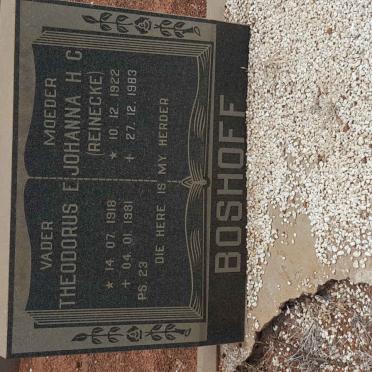 VADER
THEODORUS E
★ 14.07.1918
+ 04.01.1981
MOEDER
JOHANNA H C
(REINECKE)
★ 10.12.1922
+ 27.12.1983
PS 23
DIE HERE IS MY HERDER
BOSHOFF